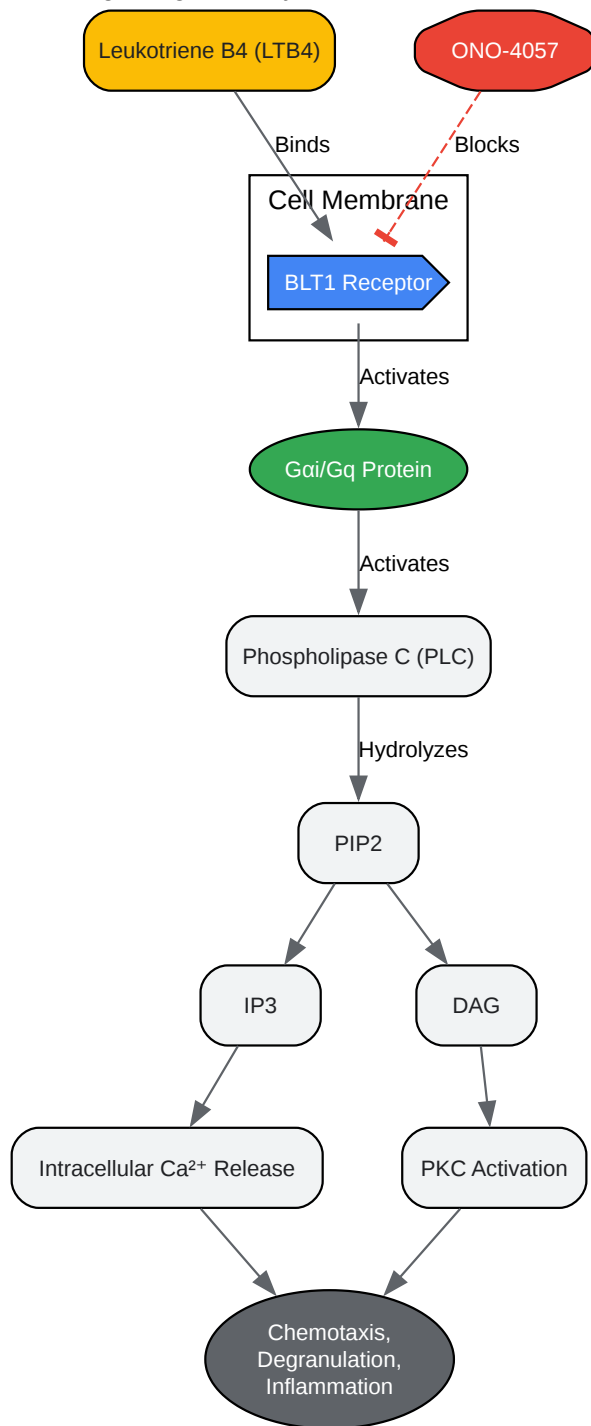 Leukotriene B4 (LTB4)
ONO-4057
Binds
Blocks
Cell Membrane
BLT1 Receptor
Activates
Gαi/Gq Protein
Activates
Phospholipase C (PLC)
Hydrolyzes
PIP2
IP3
DAG
Intracellular Ca²⁺ Release
PKC Activation
Chemotaxis,
Degranulation,
Inflammation